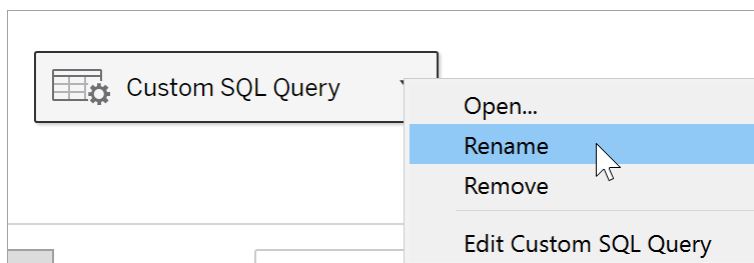 Custom SQL Query
Open...
Rename
Remove
Edit Custom SQL Query